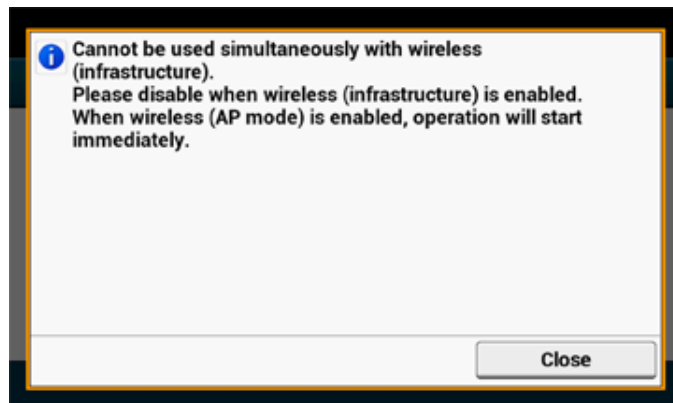 Cannot be used simultaneously with wireless
(infrastructure).
Please disable when wireless (infrastructure) is enabled.
When wireless (AP mode) is enabled, operation will start
immediately.
Close